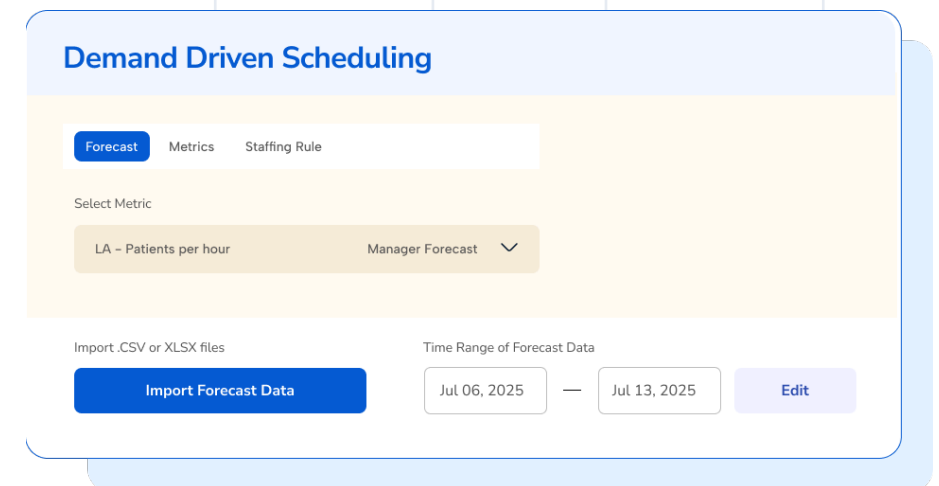 Demand Driven Scheduling
Forecast Metrics Staffing Rule
Select Metric
LA – Patients per hour Manager Forecast
Import .CSV or XLSX files Time Range of Forecast Data
Import Forecast Data Jul 06, 2025 — Jul 13, 2025 Edit